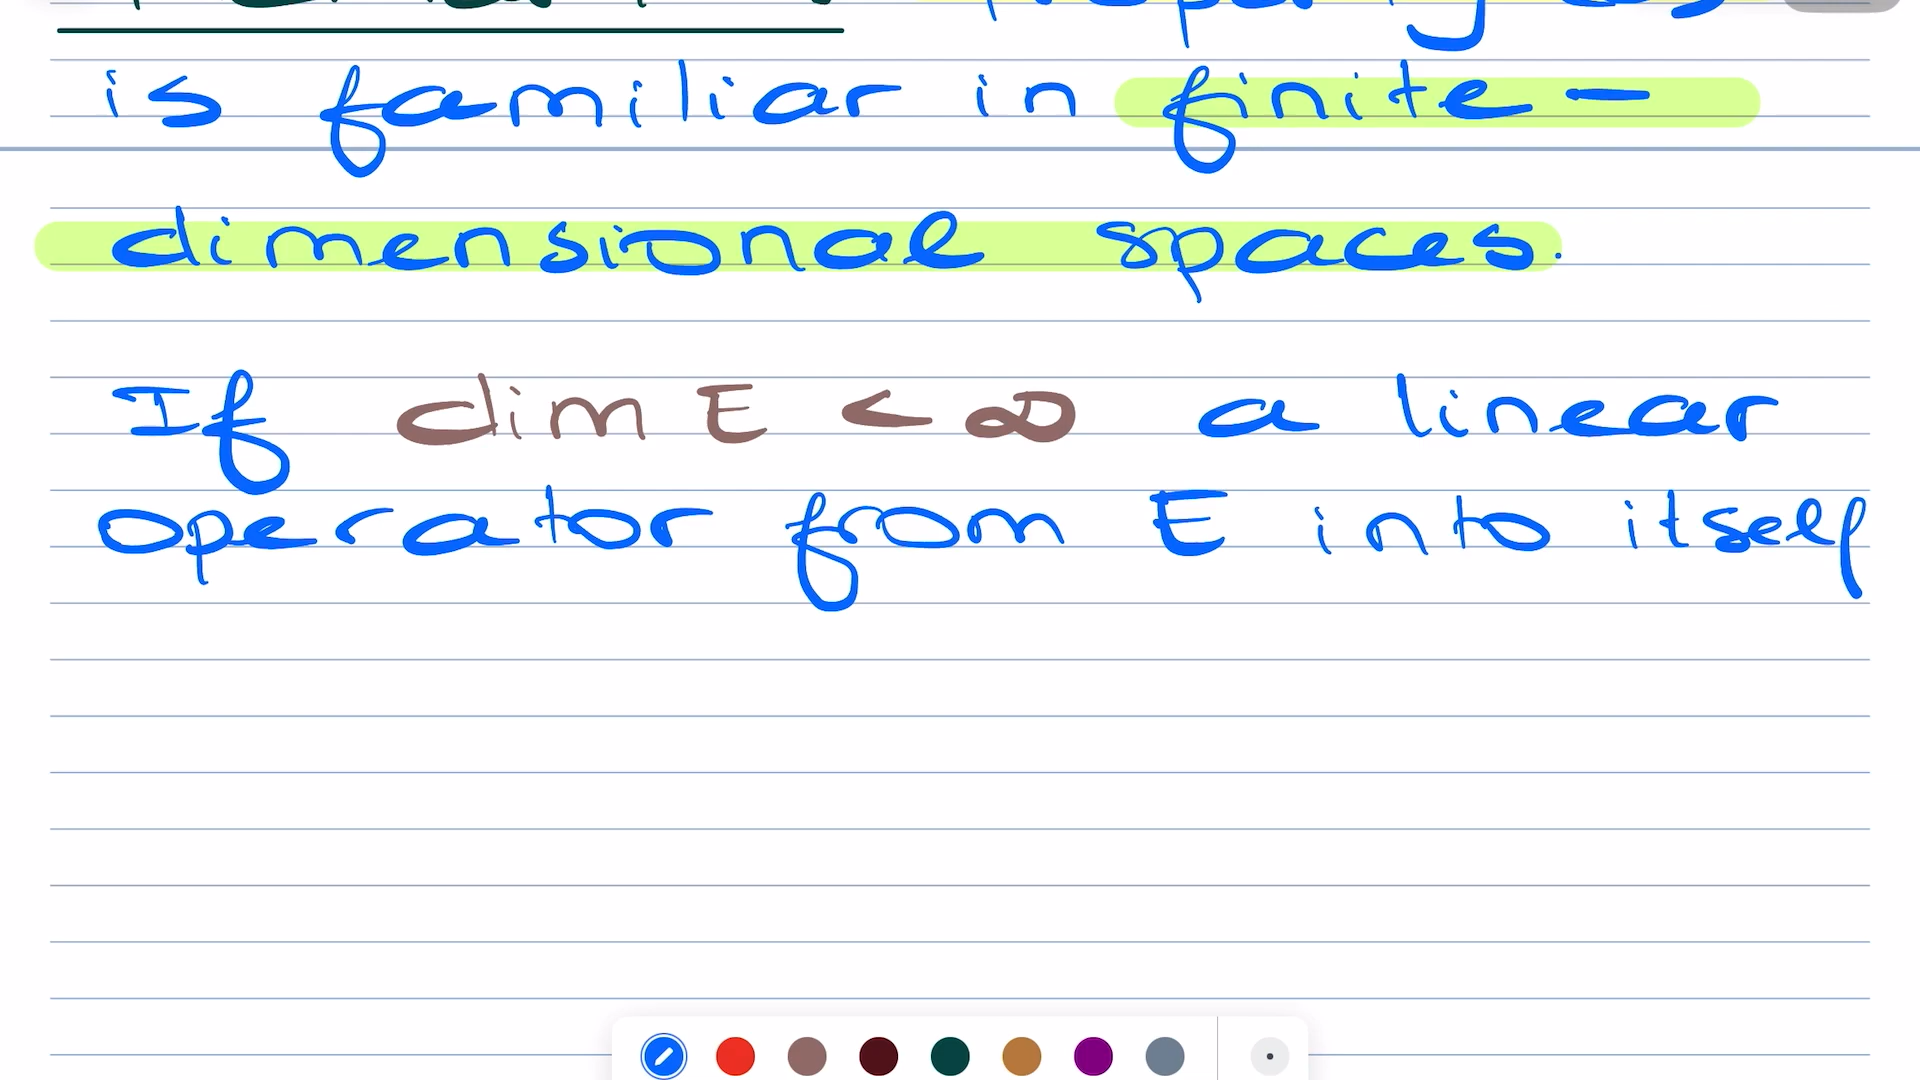 is familiar in finite-
dimensional spaces.
If dim E < ∞ a linear
operator from E into itself